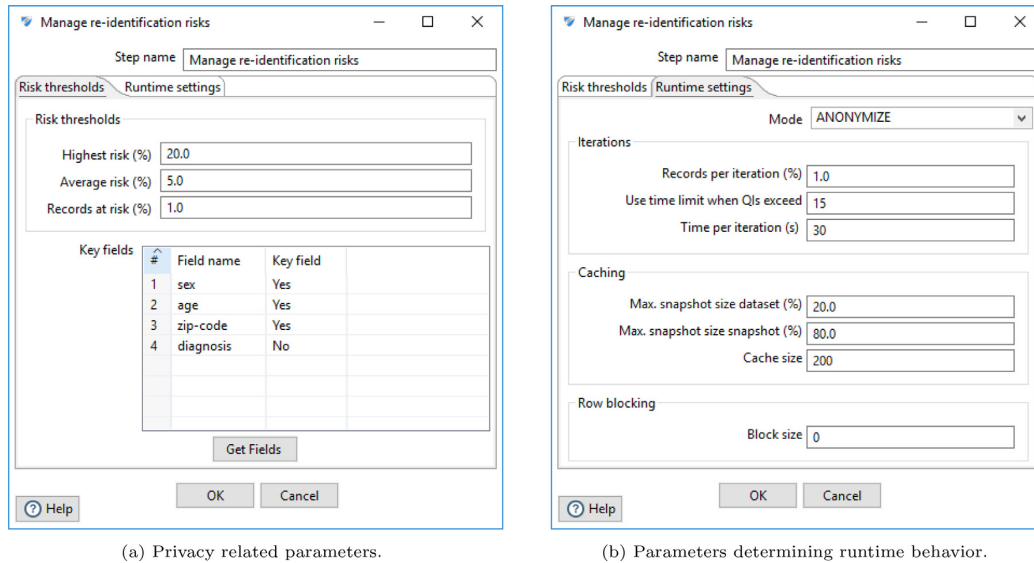 Manage re-identification risks
Step name Manage re-identification risks
Risk thresholds Runtime settings
Risk thresholds
Highest risk (%) 20.0
Average risk (%) 5.0
Records at risk (%) 1.0
Key fields
# Field name Key field
1 sex Yes
2 age Yes
3 zip-code Yes
4 diagnosis No
Get Fields
OK Cancel
Help
(a) Privacy related parameters.
Manage re-identification risks
Step name Manage re-identification risks
Risk thresholds Runtime settings
Mode ANONYMIZE
Iterations
Records per iteration (%) 1.0
Use time limit when QIs exceed 15
Time per iteration (s) 30
Caching
Max. snapshot size dataset (%) 20.0
Max. snapshot size snapshot (%) 80.0
Cache size 200
Row blocking
Block size 0
OK Cancel
Help
(b) Parameters determining runtime behavior.